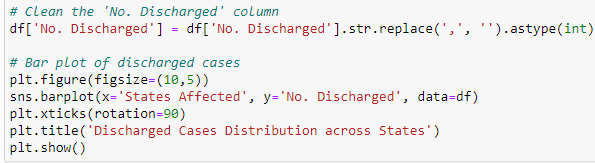 # Clean the 'No. Discharged' column
df['No. Discharged'] = df['No. Discharged'].str.replace(',', '').astype(int)
# Bar plot of discharged cases
plt.figure(figsize=(10,5))
sns.barplot(x='States Affected', y='No. Discharged', data=df)
plt.xticks(rotation=90)
plt.title('Discharged Cases Distribution across States')
plt.show()